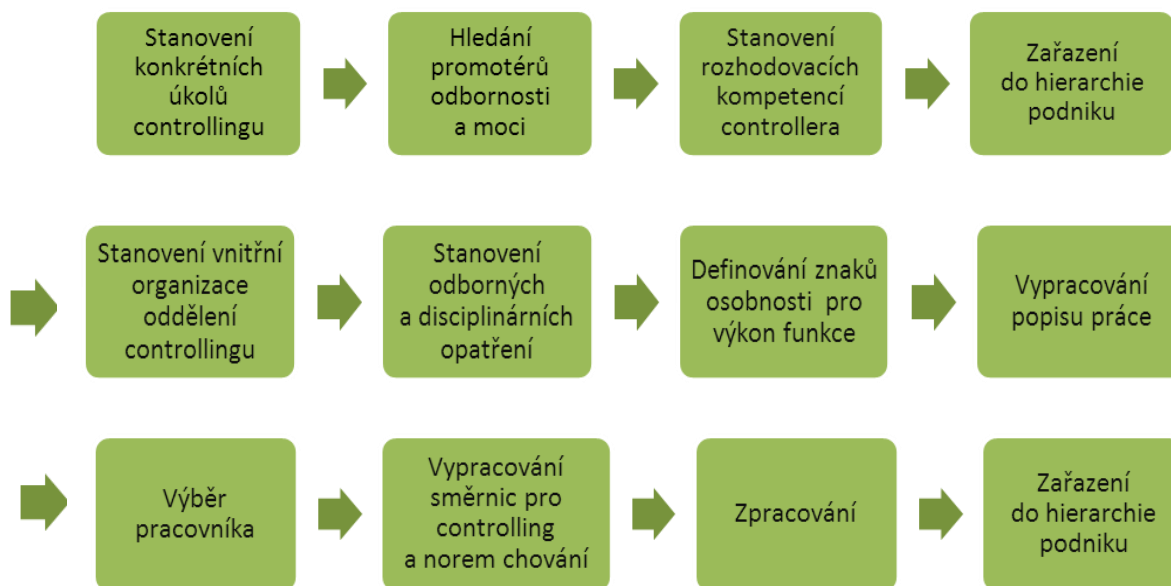 Stanovení
konkrétních
úkolů
controllingu
Hledání
promotérů
odbornosti
a moci
Stanovení
rozhodovacích
kompetencí
controllera
Zařazení
do hierarchie
podniku
Stanovení vnitřní
organizace
oddělení
controllingu
Stanovení
odborných
a disciplinárních
opatření
Definování znaků
osobnosti pro
výkon funkce
Vypracování
popisu práce
Výběr
pracovníka
Vypracování
směrnic pro
controlling
a norem chování
Zpracování
Zařazení
do hierarchie
podniku